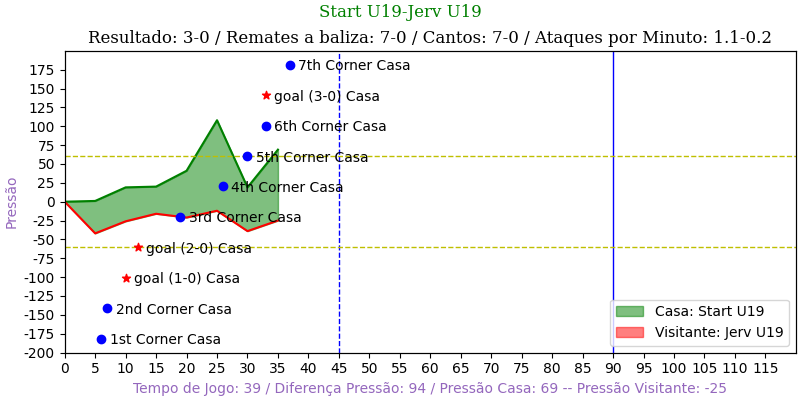 Start U19-Jerv U19
Resultado: 3-0 / Remates a baliza: 7-0 / Cantos: 7-0 / Ataques por Minuto: 1.1-0.2
Pressão
175
150
125
100
75
50
25
0
-25
-50
-75
-100
-125
-150
-175
-200
7th Corner Casa
goal (3-0) Casa
6th Corner Casa
5th Corner Casa
4th Corner Casa
3rd Corner Casa
goal (2-0) Casa
goal (1-0) Casa
2nd Corner Casa
1st Corner Casa
Casa: Start U19
Visitante: Jerv U19
0 5 10 15 20 25 30 35 40 45 50 55 60 65 70 75 80 85 90 95 100 105 110 115
Tempo de Jogo: 39 / Diferença Pressão: 94 / Pressão Casa: 69 -- Pressão Visitante: -25